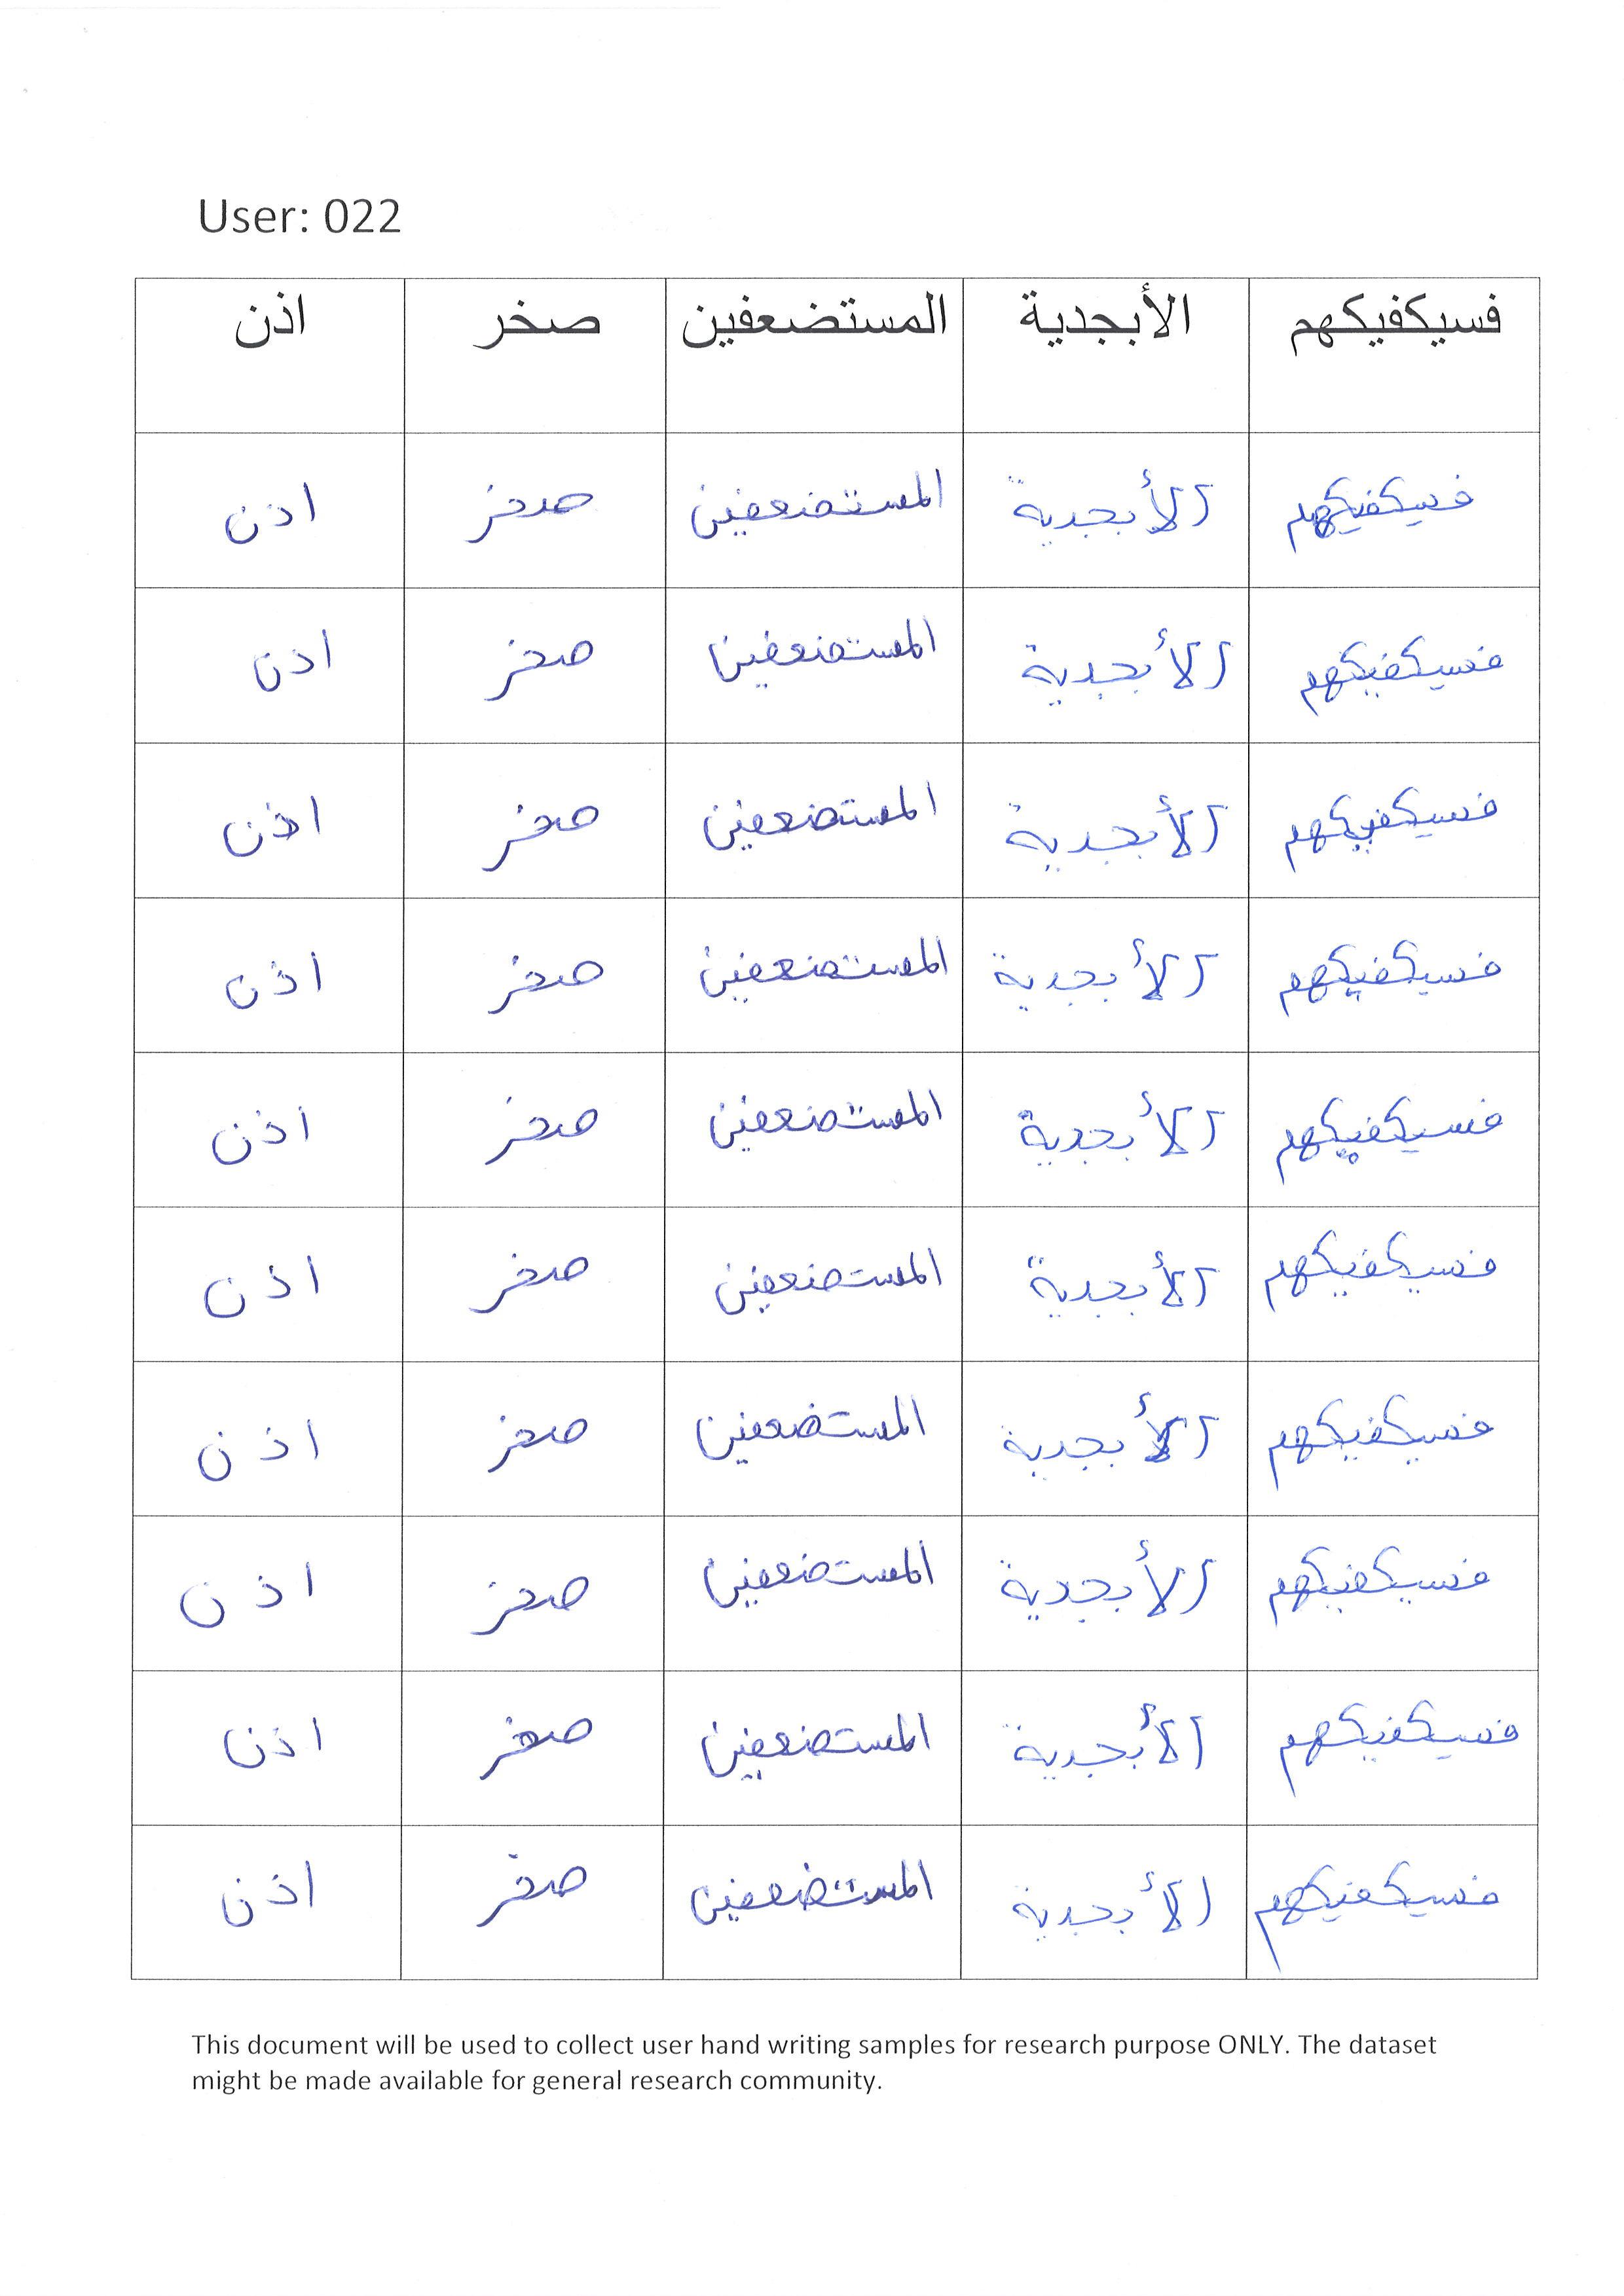 User: 022
فسيكفيكهم الأبجدية المستضعفين صخر اذن
فسيكفيكهم الأبجدية المستضعفين صخر اذن
فسيكفيكهم الأبجدية المستضعفين صخر اذن
فسيكفيكهم الأبجدية المستضعفين صخر اذن
فسيكفيكهم الأبجدية المستضعفين صخر اذن
فسيكفيكهم الأبجدية المستضعفين صخر اذن
فسيكفيكهم الأبجدية المستضعفين صخر اذن
فسيكفيكهم الأبجدية المستضعفين صخر اذن
فسيكفيكهم الأبجدية المستضعفين صخر اذن
فسيكفيكهم الأبجدية المستضعفين صخر اذن
فسيكفيكهم الأبجدية المستضعفين صخر اذن
This document will be used to collect user hand writing samples for research purpose ONLY. The dataset
might be made available for general research community.